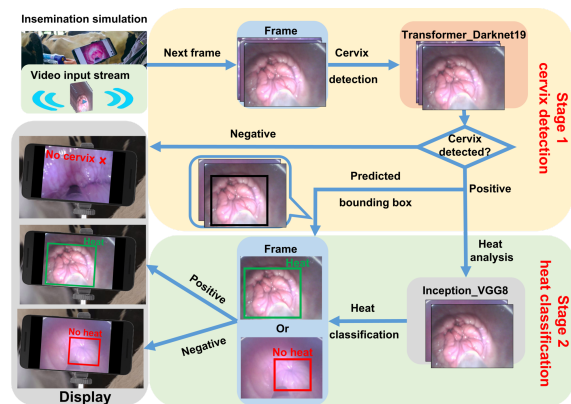 Insemination simulation
Video input stream
Next frame
Frame
Cervix
detection
Transformer_Darknet19
Stage 1
cervix detection
Cervix
detected?
Negative
No cervix ×
Predicted
bounding box
Positive
Heat
analysis
Frame
Heat
Or
No heat
Heat
classification
Inception_VGG8
Stage 2
heat classification
Positive
Negative
Heat
No heat
Display